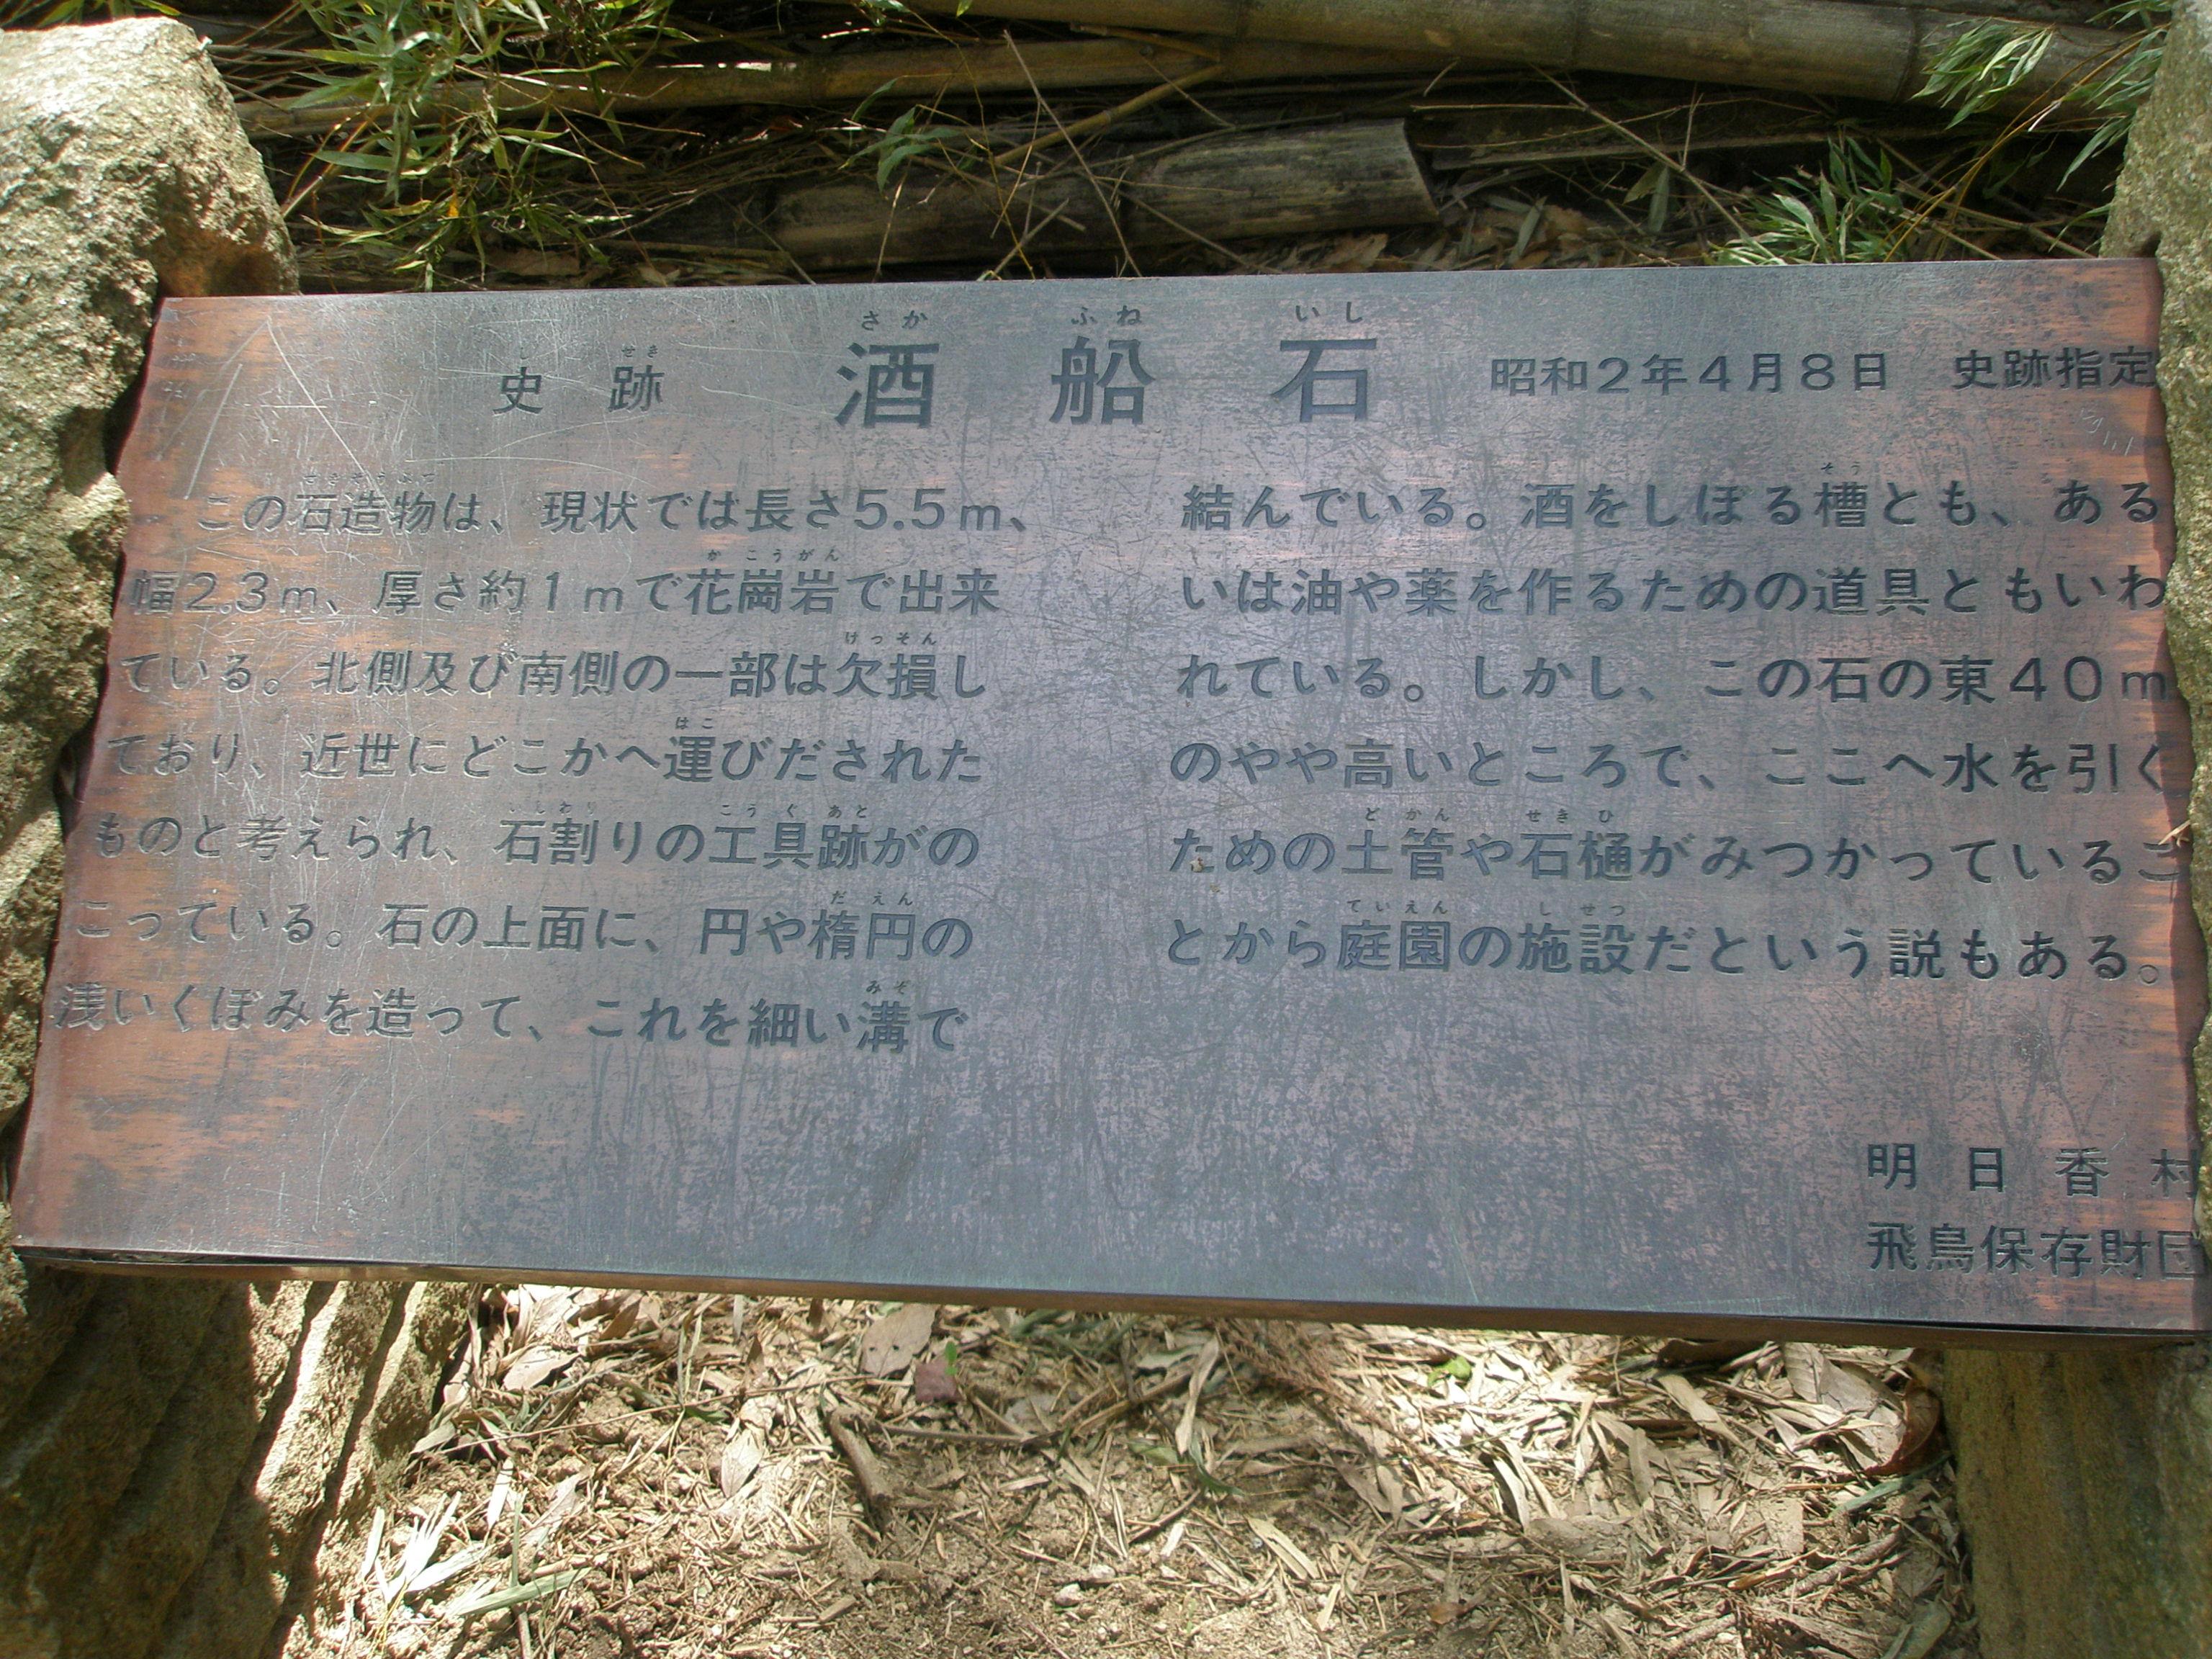 史跡 酒船石 昭和2年4月8日 史跡指定
この石造物は、現状では長さ5.5m、
幅2.3m、厚さ約1mで花崗岩で出来
ている。北側及び南側の一部は欠損し
ており、近世にどこかへ運びだされた
ものと考えられ、石割りの工具跡がの
こっている。石の上面に、円や楕円の
浅いくぼみを造って、これを細い溝で
結んでいる。酒をしぼる槽とも、ある
いは油や薬を作るための道具ともいわ
れている。しかし、この石の東40m
のやや高いところで、ここへ水を引く
ための土管や石樋がみつかっているこ
とから庭園の施設だという説もある。
明日香村
飛鳥保存財団